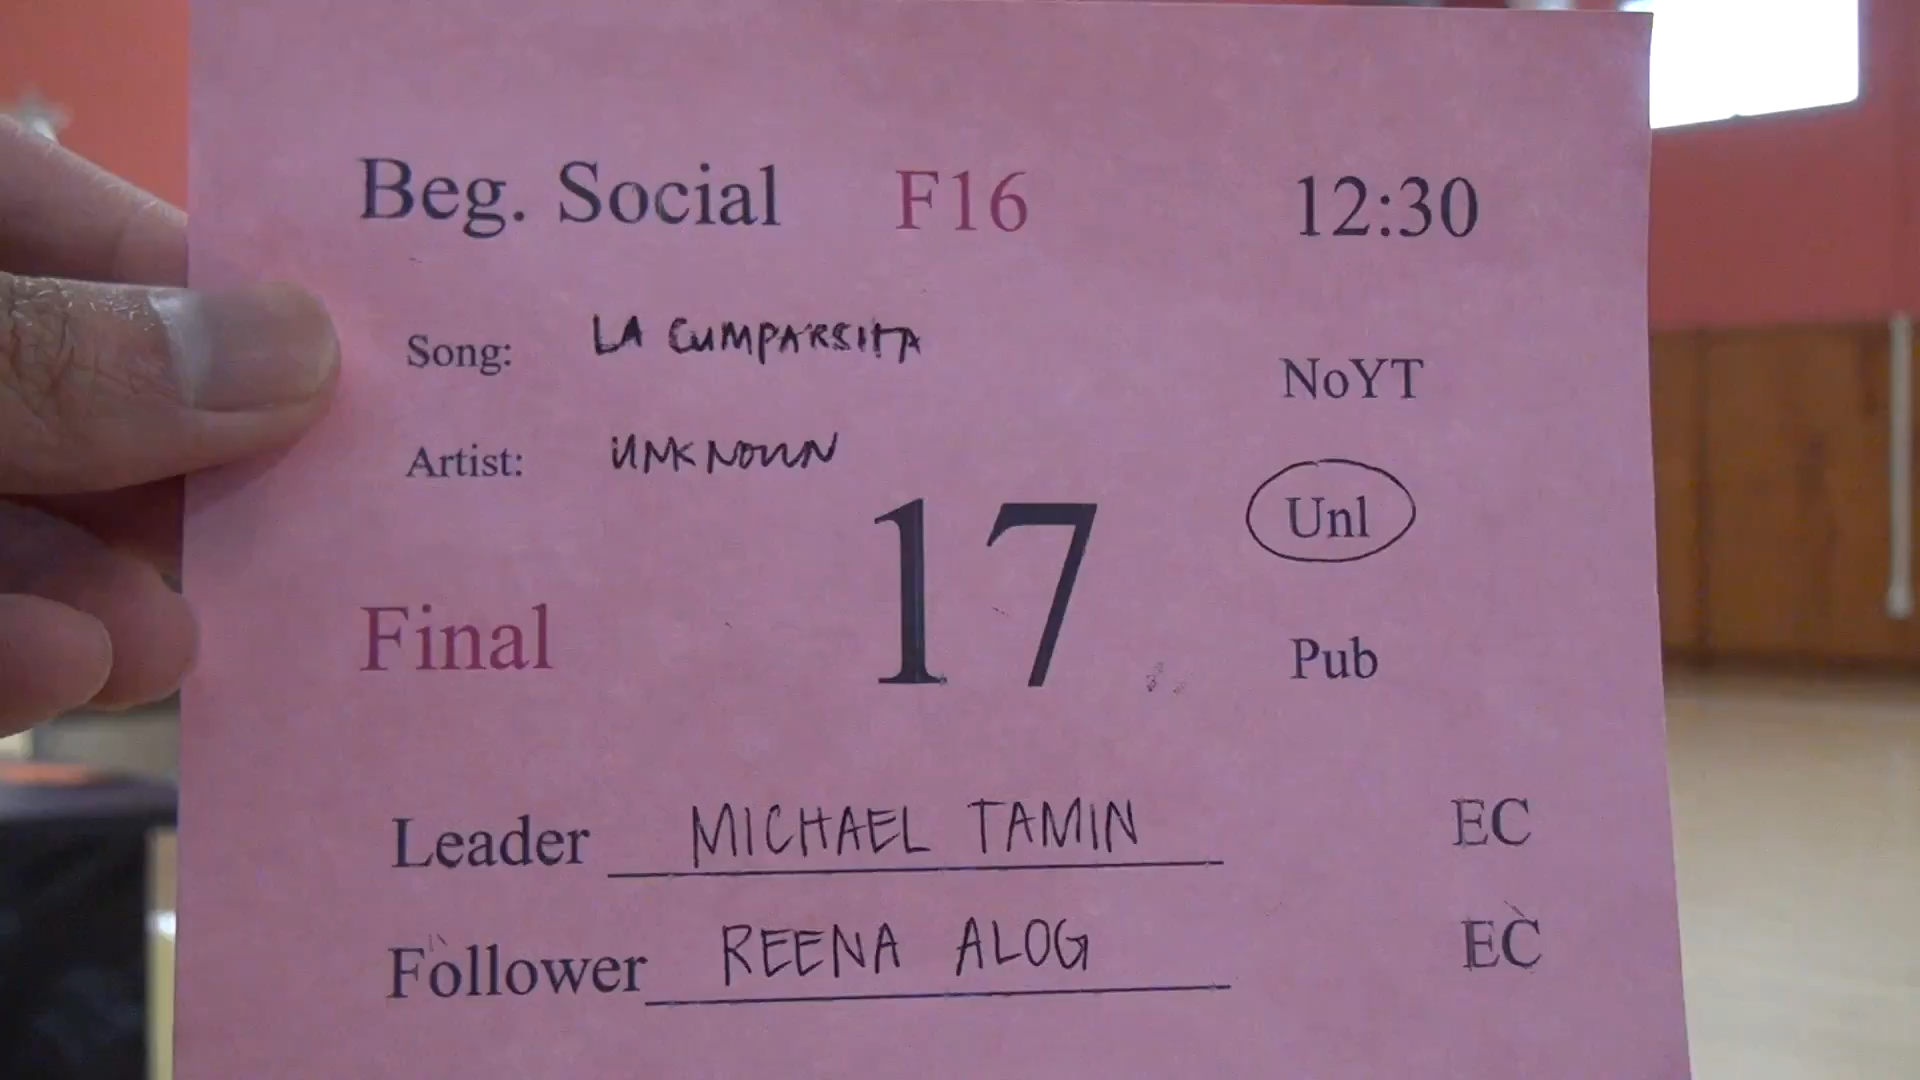 Beg. Social F16 12:30
Song: LA CUMPARSITA
NoYT
Artist: UNKNOWN
Unl
17
Final
Pub
Leader MICHAEL TAMIN EC
Follower REENA ALOG EC